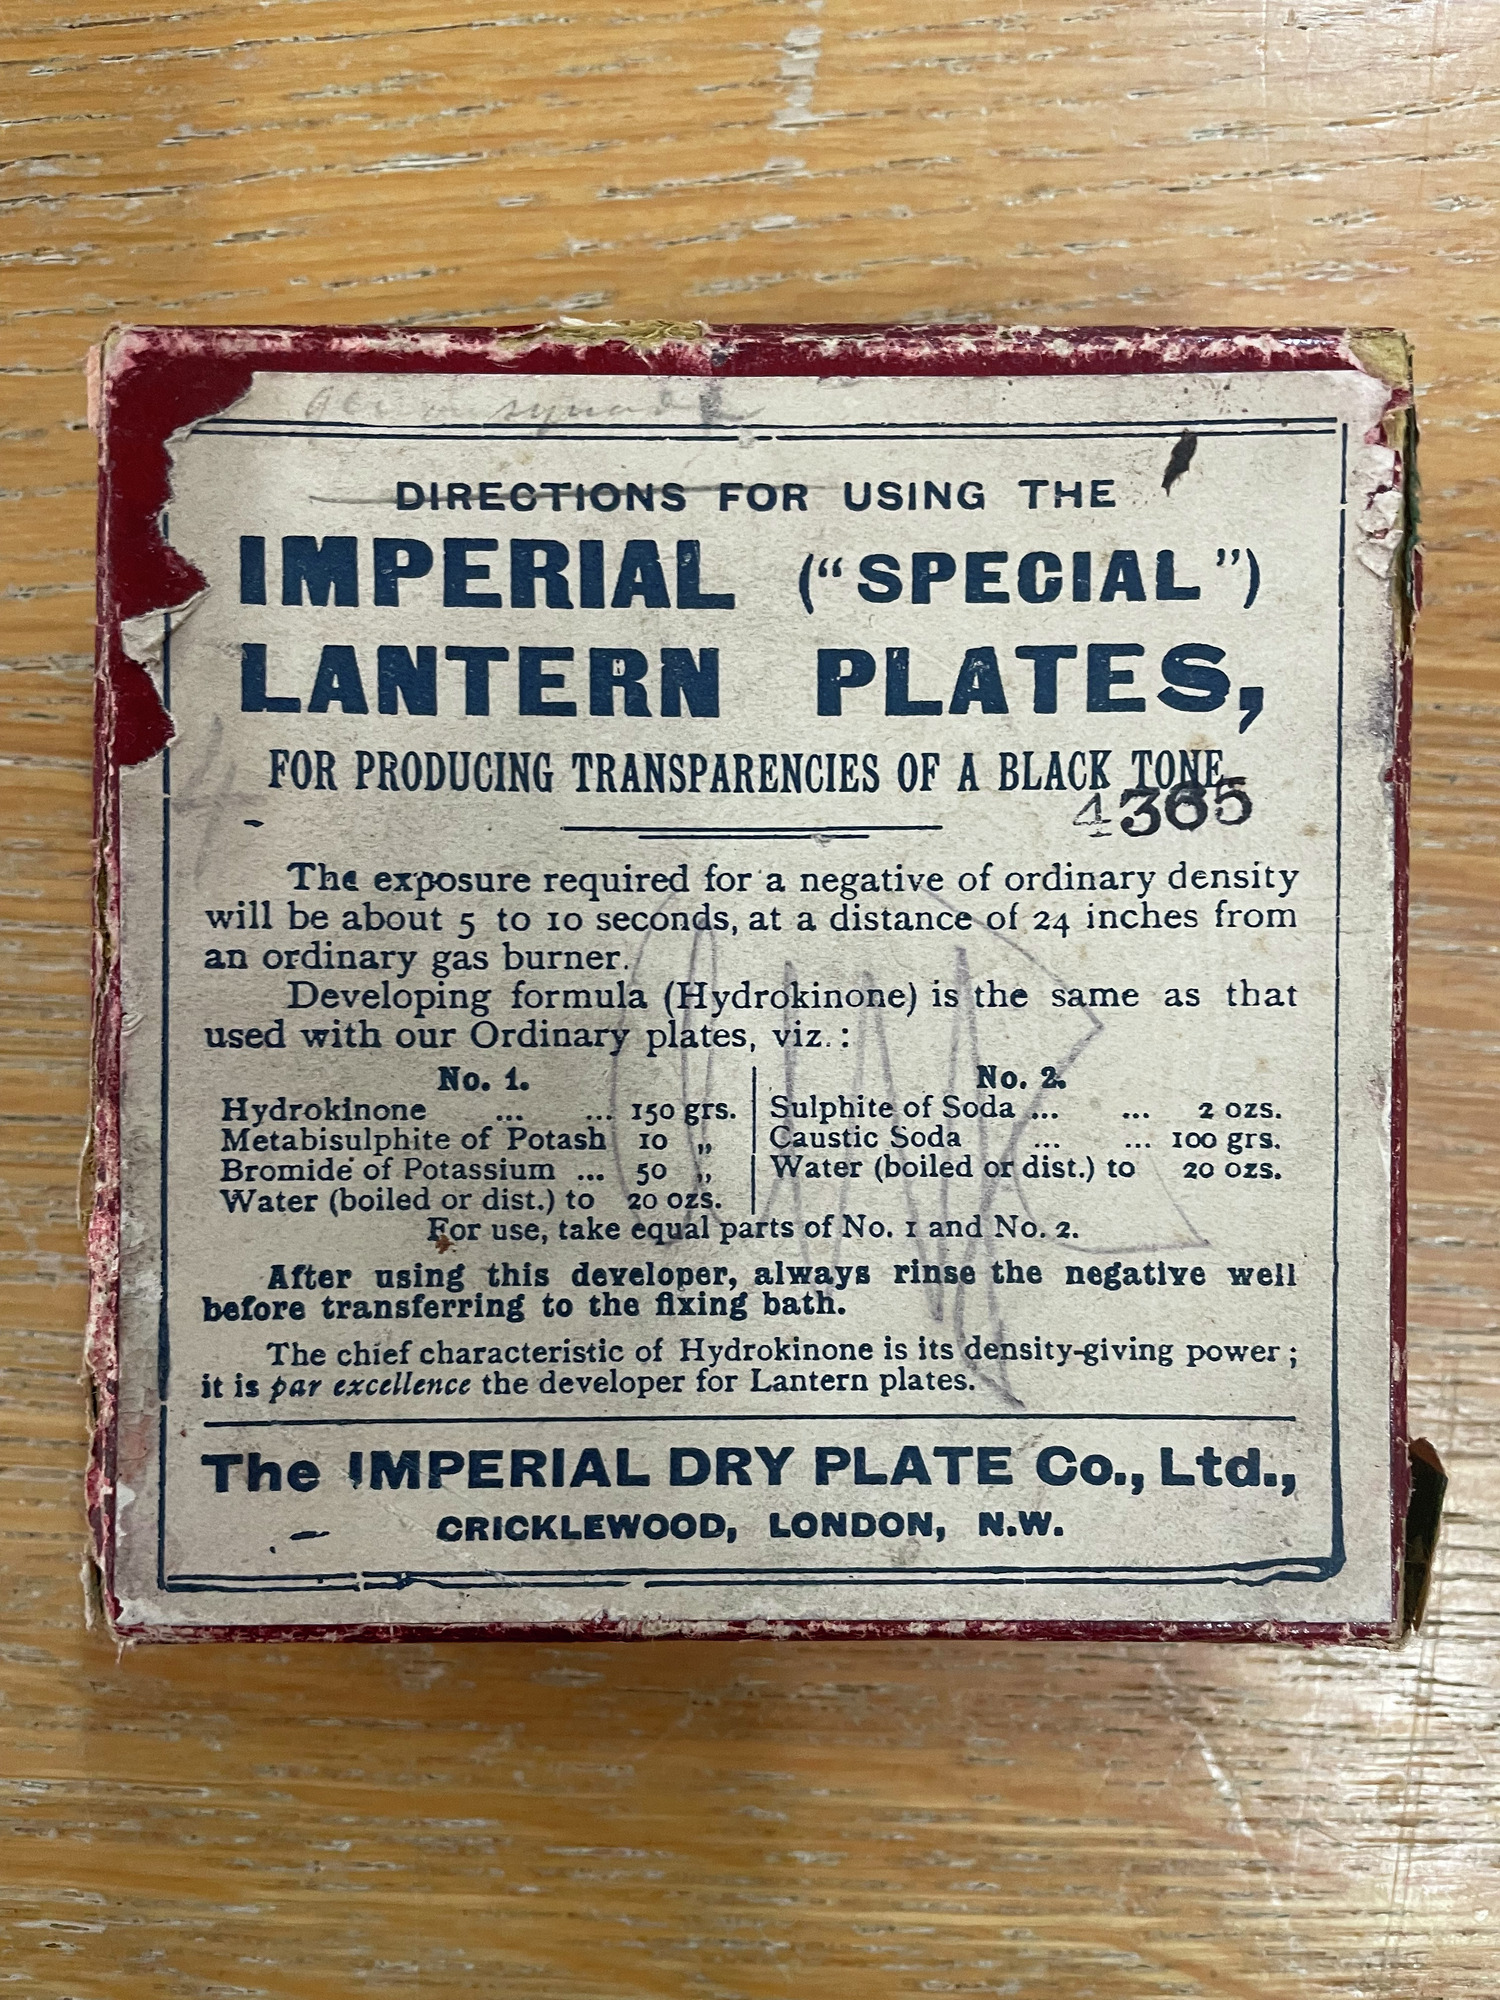 DIRECTIONS FOR USING THE
IMPERIAL (“SPECIAL”)
LANTERN PLATES,
FOR PRODUCING TRANSPARENCIES OF A BLACK TONE
4365
The exposure required for a negative of ordinary density
will be about 5 to 10 seconds, at a distance of 24 inches from
an ordinary gas burner.
Developing formula (Hydrokinone) is the same as that
used with our Ordinary plates, viz. :
No. 1.
Hydrokinone ... ... 150 grs.
Metabisulphite of Potash 10 „
Bromide of Potassium ... 50 „
Water (boiled or dist.) to 20 ozs.
No. 2.
Sulphite of Soda ... ... 2 ozs.
Caustic Soda ... ... 100 grs.
Water (boiled or dist.) to 20 ozs.
For use, take equal parts of No. 1 and No. 2.
After using this developer, always rinse the negative well
before transferring to the fixing bath.
The chief characteristic of Hydrokinone is its density-giving power ;
it is par excellence the developer for Lantern plates.
The IMPERIAL DRY PLATE Co., Ltd.,
CRICKLEWOOD, LONDON, N.W.